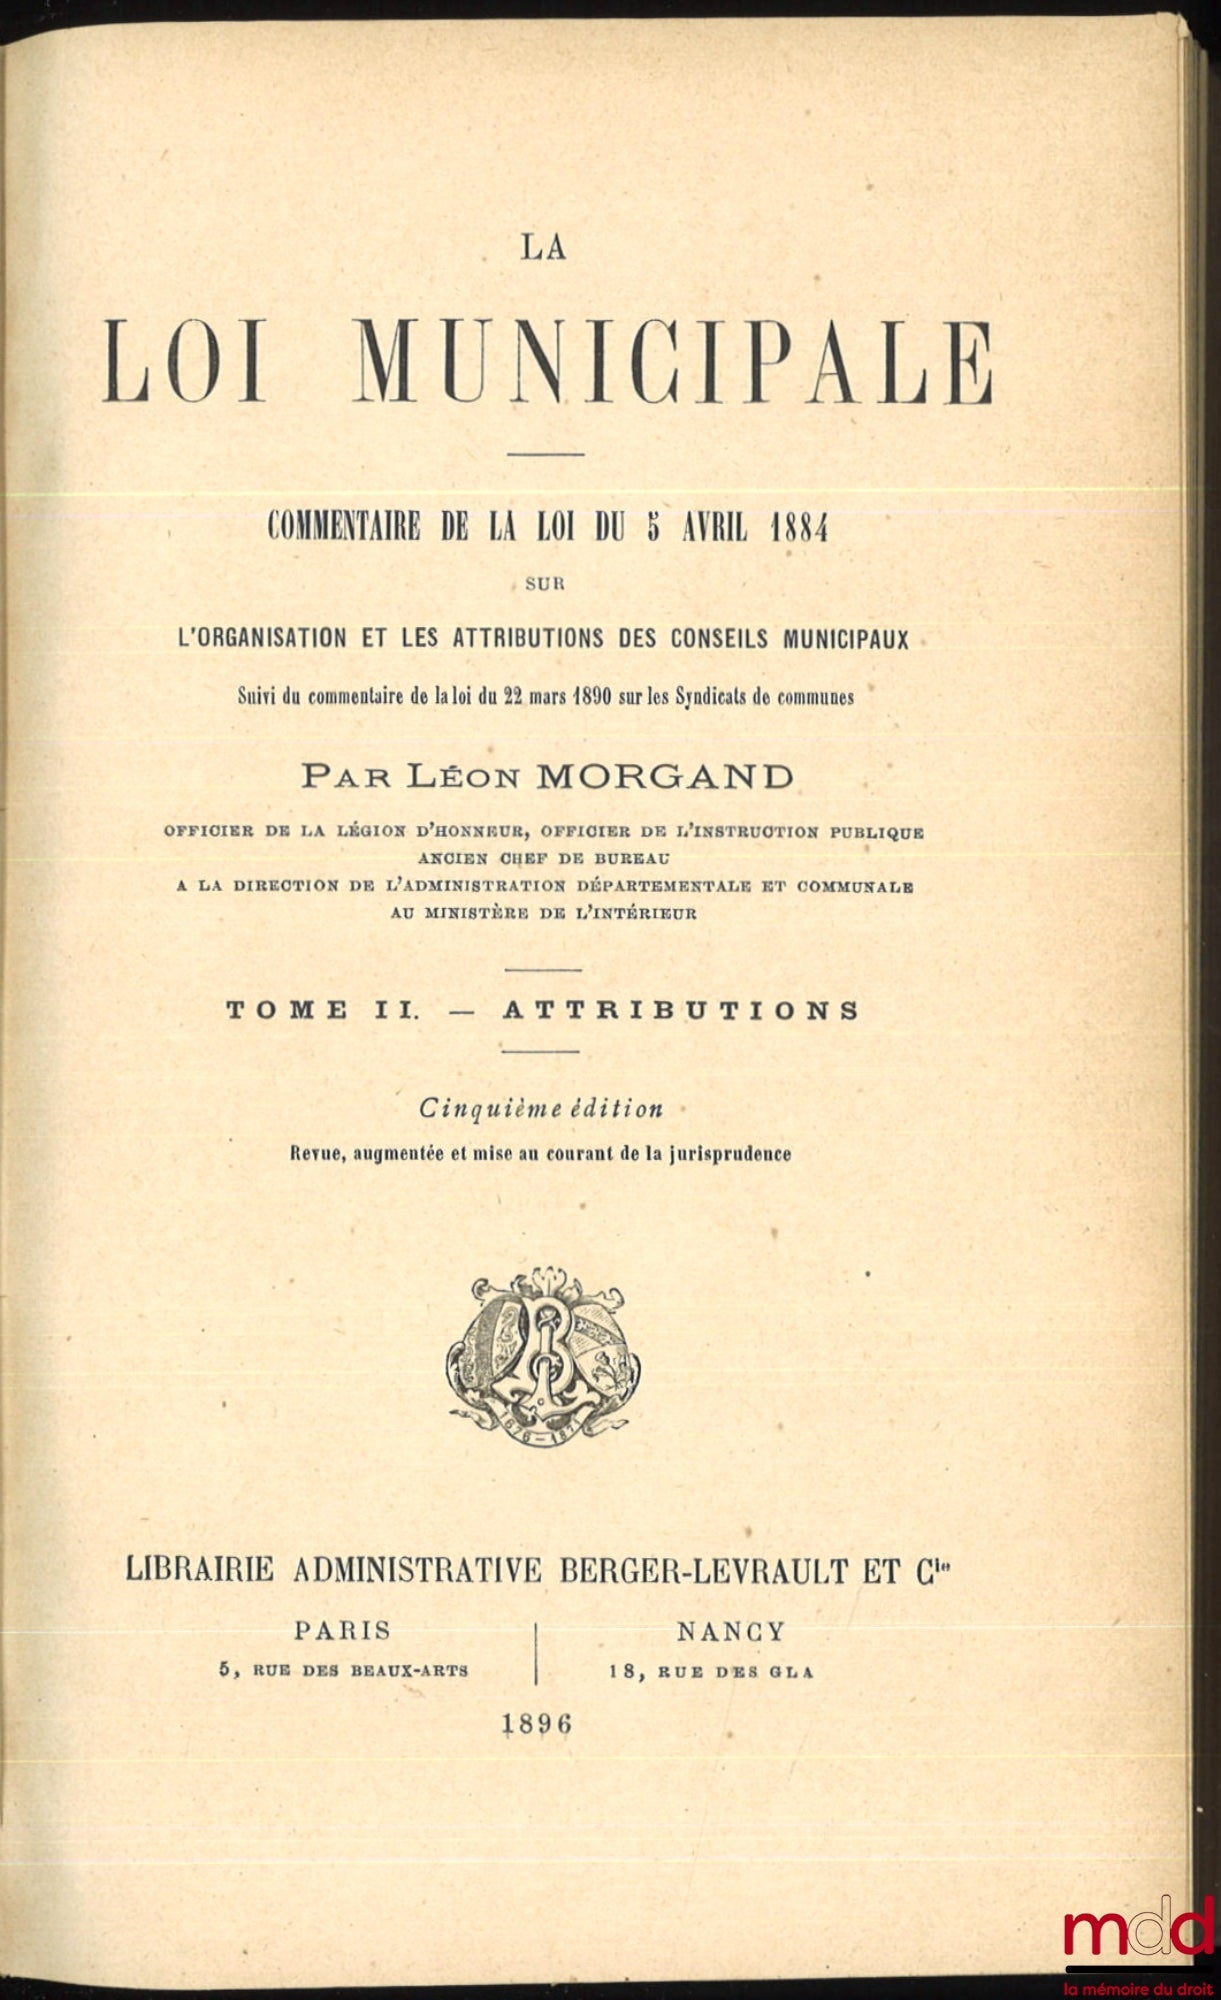 LA
LOI MUNICIPALE
COMMENTAIRE DE LA LOI DU 5 AVRIL 1884
SUR
L'ORGANISATION ET LES ATTRIBUTIONS DES CONSEILS MUNICIPAUX
Suivi du commentaire de la loi du 22 mars 1890 sur les Syndicats de communes
PAR LÉON MORGAND
OFFICIER DE LA LÉGION D'HONNEUR, OFFICIER DE L'INSTRUCTION PUBLIQUE
ANCIEN CHEF DE BUREAU
A LA DIRECTION DE L'ADMINISTRATION DÉPARTEMENTALE ET COMMUNALE
AU MINISTÈRE DE L'INTÉRIEUR
TOME II. — ATTRIBUTIONS
Cinquième édition
Revue, augmentée et mise au courant de la jurisprudence
LIBRAIRIE ADMINISTRATIVE BERGER-LEVRAULT ET Cie
PARIS
5, RUE DES BEAUX-ARTS
NANCY
18, RUE DES GLA
1896
mdd
la mémoire du droit